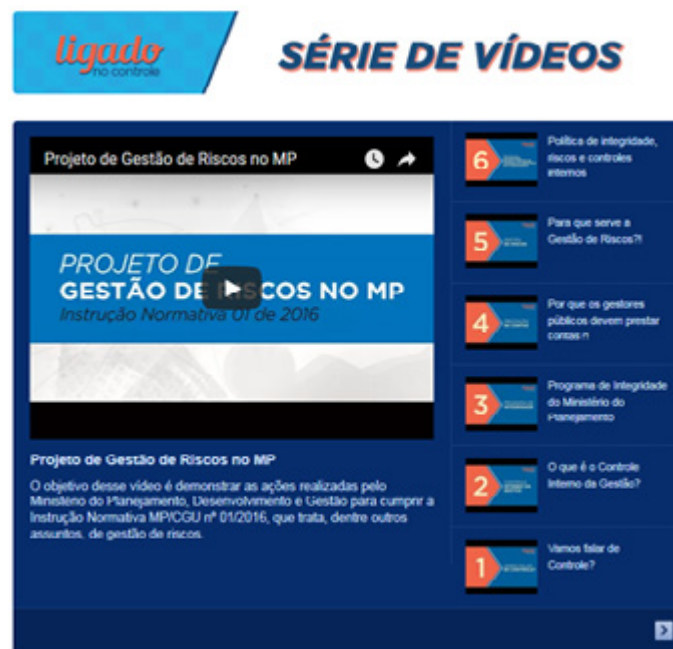 ligado
no controle
SÉRIE DE VÍDEOS
Projeto de Gestão de Riscos no MP
PROJETO DE
GESTÃO DE RISCOS NO MP
Instrução Normativa 01 de 2016
Projeto de Gestão de Riscos no MP
O objetivo desse vídeo é demonstrar as ações realizadas pelo
Ministério do Planejamento, Desenvolvimento e Gestão para cumprir a
Instrução Normativa MP/CGU nº 01/2016, que trata, dentre outros
assuntos, de gestão de riscos.
6
Política de integridade,
riscos e controles
internos
5
Para que serve a
Gestão de Riscos?!
4
Por que os gestores
públicos devem prestar
contas?!
3
Programa de Integridade
do Ministério do
Planejamento
2
O que é o Controle
Interno da Gestão?
1
Vamos falar de
Controle?